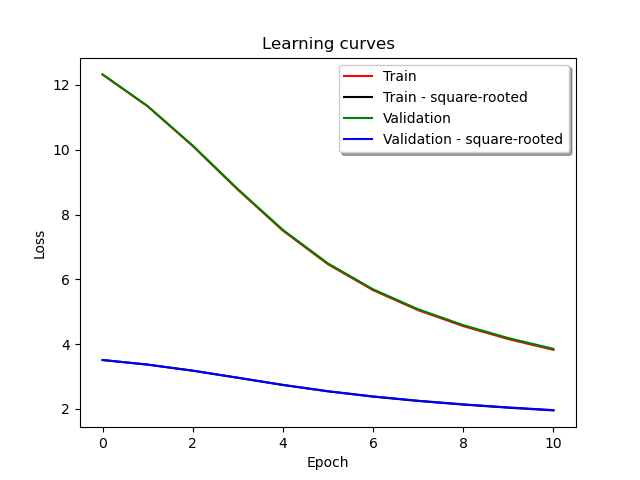 Learning curves
Train
Train - square-rooted
Validation
Validation - square-rooted
12
10
8
6
4
2
Loss
0
2
4
6
8
10
Epoch